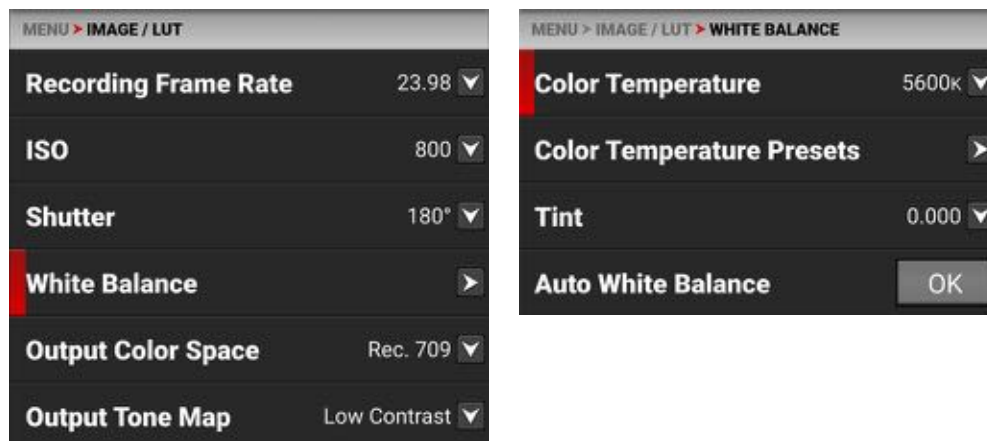 MENU > IMAGE / LUT
Recording Frame Rate 23.98
ISO 800
Shutter 180°
White Balance
Output Color Space Rec. 709
Output Tone Map Low Contrast
MENU > IMAGE / LUT > WHITE BALANCE
Color Temperature 5600K
Color Temperature Presets
Tint 0.000
Auto White Balance OK